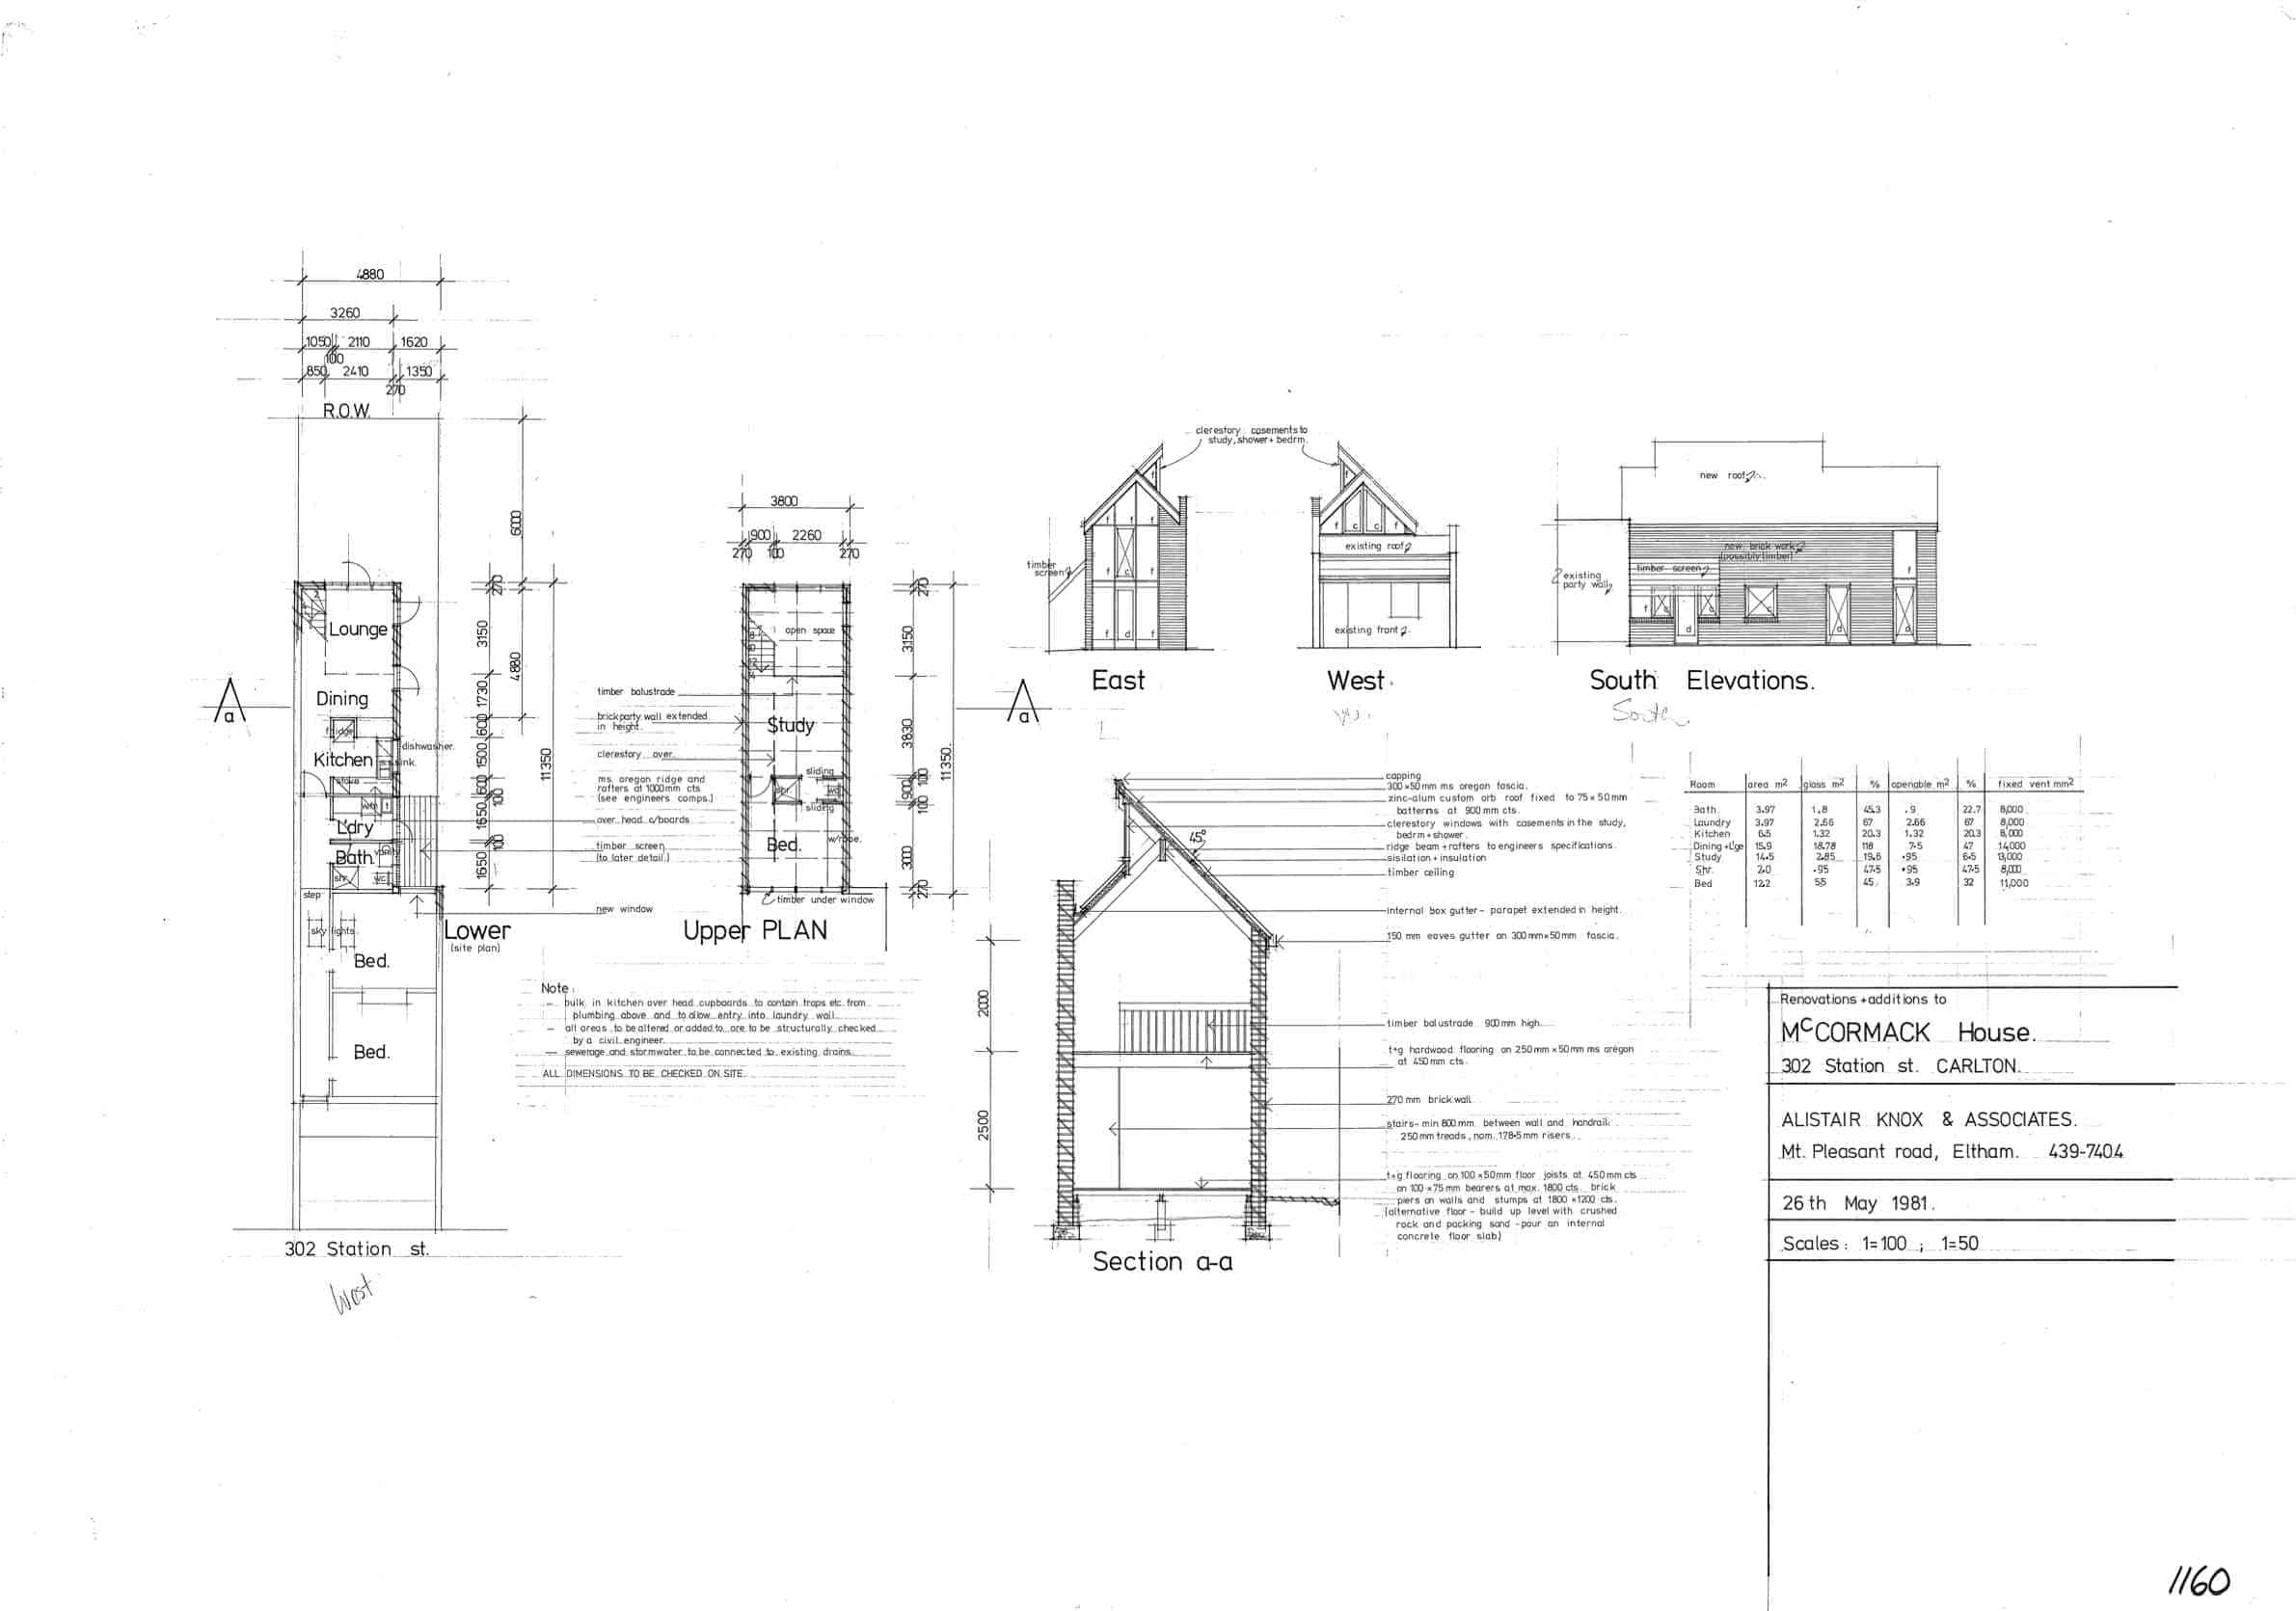 4880
3260
1050 2110 1620
100
850 2410 1350
270
R.O.W.
6000
270
3150
4880
1730
600
1500
600
100
1650
100
1650
11350
Lounge
Dining
fridge
Kitchen
dishwasher.
sink.
stove
wm t
L'dry
Bath.
vanity
shr.
wc
step
sky lights.
Bed.
Bed.
A
a
Lower
(site plan)
302 Station st.
West
3800
900 2260
270 100 270
270
3150
3830
100
900
100
3000
270
11350.
open space
Study
sliding
shr.
wc
sliding
Bed.
w/robe.
timber under window
Upper PLAN
A
a
timber balustrade
brick party wall extended
in height.
clerestory over.
ms. oregon ridge and
rafters at 1000mm cts
(see engineers comps.)
over head c/boards
timber screen
(to later detail.)
new window
Note:
- bulk in kitchen over head cupboards to contain traps etc. from
plumbing above and to allow entry into laundry wall.
- all areas to be altered or added to are to be structurally checked
by a civil engineer.
- sewerage and stormwater to be connected to existing drains.
ALL DIMENSIONS TO BE CHECKED ON SITE.
clerestory casements to
study, shower + bedrm.
timber
screen
f
f f f
f c f
f d f
East
f
f c c f
existing roof
existing front
West
new roof
new brick work
(possibly timber)
timber screen
existing
party wall
f c c
d
c
d
f
d
South Elevations.
South
45°
2000
2500
capping
300×50mm ms oregon fascia.
zinc-alum custom orb roof fixed to 75×50mm
battens at 900mm cts.
clerestory windows with casements in the study,
bedrm + shower.
ridge beam + rafters to engineers specifications.
sisilation + insulation
timber ceiling
internal box gutter - parapet extended in height.
150 mm eaves gutter on 300mm×50mm fascia.
timber balustrade 900mm high.
t+g hardwood flooring on 250mm×50mm ms oregon
at 450mm cts.
270 mm brick wall
stairs - min 800mm between wall and handrail.
250mm treads, nom. 178·5mm risers.
t+g flooring on 100×50mm floor joists at 450mm cts
on 100×75mm bearers at max. 1800 cts. brick
piers on walls and stumps at 1800×1200 cts.
(alternative floor - build up level with crushed
rock and packing sand - pour an internal
concrete floor slab)
Section a-a
Room area m2 glass m2 % openable m2 % fixed vent mm2
Bath. 3.97 1.8 45.3 .9 22.7 8,000
Laundry 3.97 2.66 67 2.66 67 8,000
Kitchen 6.5 1.32 20.3 1.32 20.3 8,000
Dining + L'ge 15.9 18.78 118 7.5 47 14,000
Study 14.5 2.85 19.6 .95 6.5 13,000
Shr. 2.0 .95 47.5 .95 47.5 8,000
Bed 12.2 5.5 45. 3.9 32 11,000
Renovations + additions to
McCORMACK House.
302 Station st. CARLTON.
ALISTAIR KNOX & ASSOCIATES.
Mt. Pleasant road, Eltham. 439-7404
26th May 1981.
Scales: 1=100 ; 1=50
1160